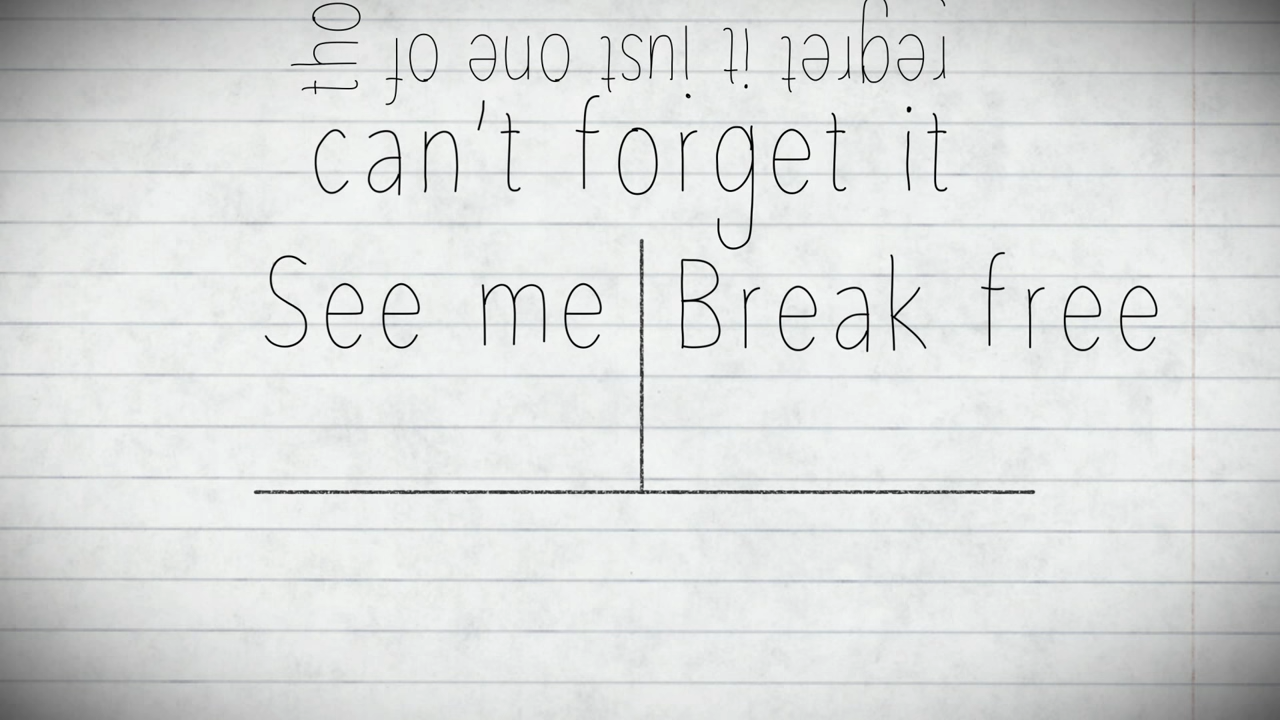 tho
regret it just one of
can't forget it
See me
Break free